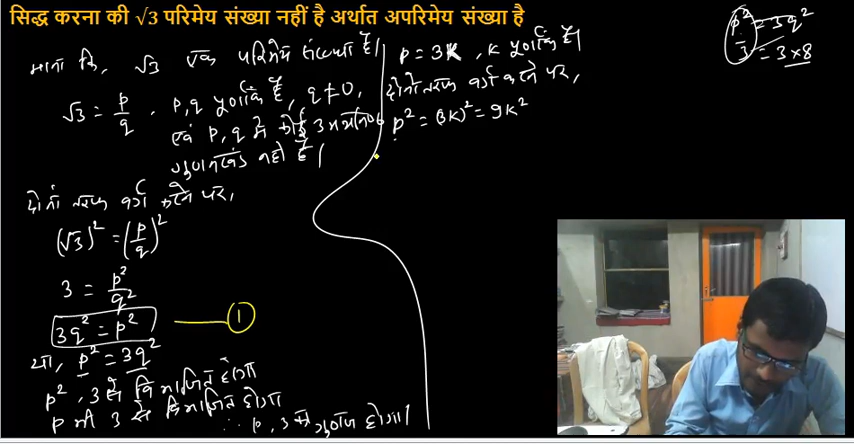 सिद्ध करना की √3 परिमेय संख्या नहीं है अर्थात अपरिमेय संख्या है
माना कि, √3 एक परिमेय संख्या है।
√3 = p/q, p,q पूर्णांक हैं, q≠0,
एवं p, q में कोई
गुणनखंड नहीं है।
दोनों तरफ वर्ग करने पर,
(√3)² = (p/q)²
3 = p²/q²
3q² = p² ——— ①
या, p² = 3q²
p², 3 से विभाजित होगा
p भी 3 से विभाजित होगा
∴ p, 3 का गुणज होगा।
p = 3K, K पूर्णांक है।
दोनों तरफ वर्ग करने पर,
p² = (3K)² = 9K²
p² = 3q²
3 = 3×8